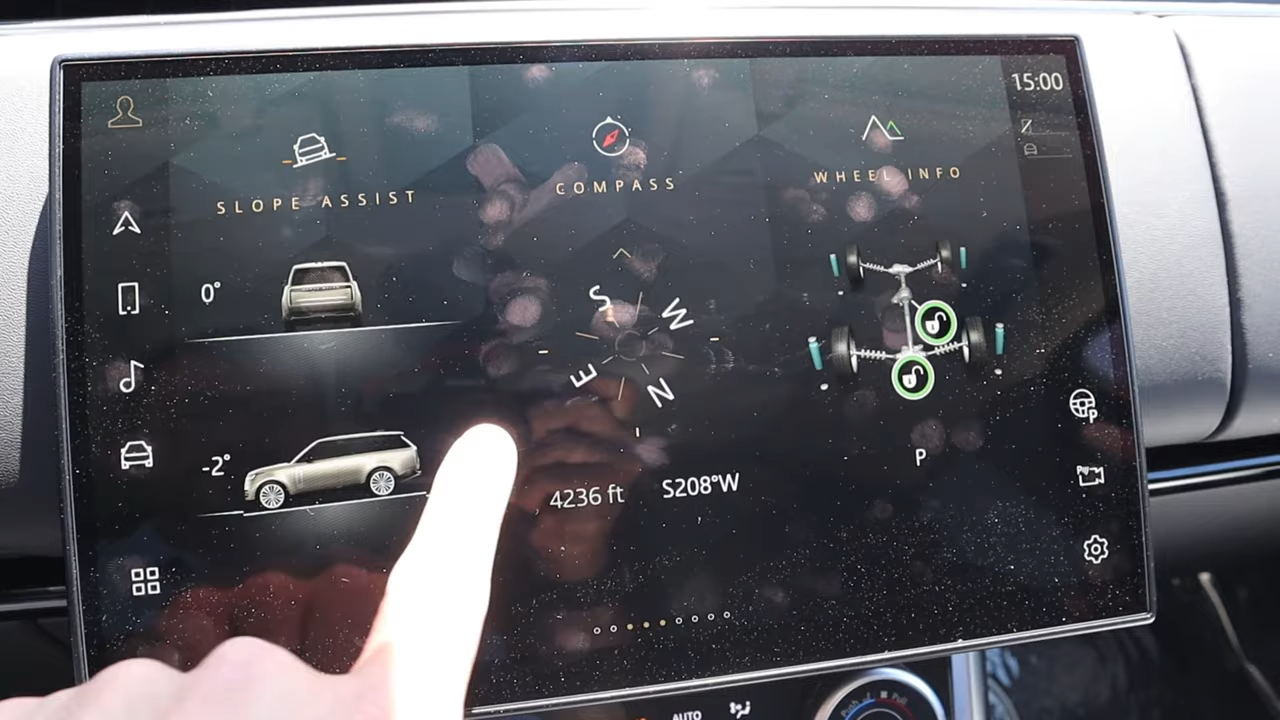 15:00
SLOPE ASSIST
COMPASS
WHEEL INFO
0°
S
W
E
N
-2°
P
4236 ft
S208°W
AUTO